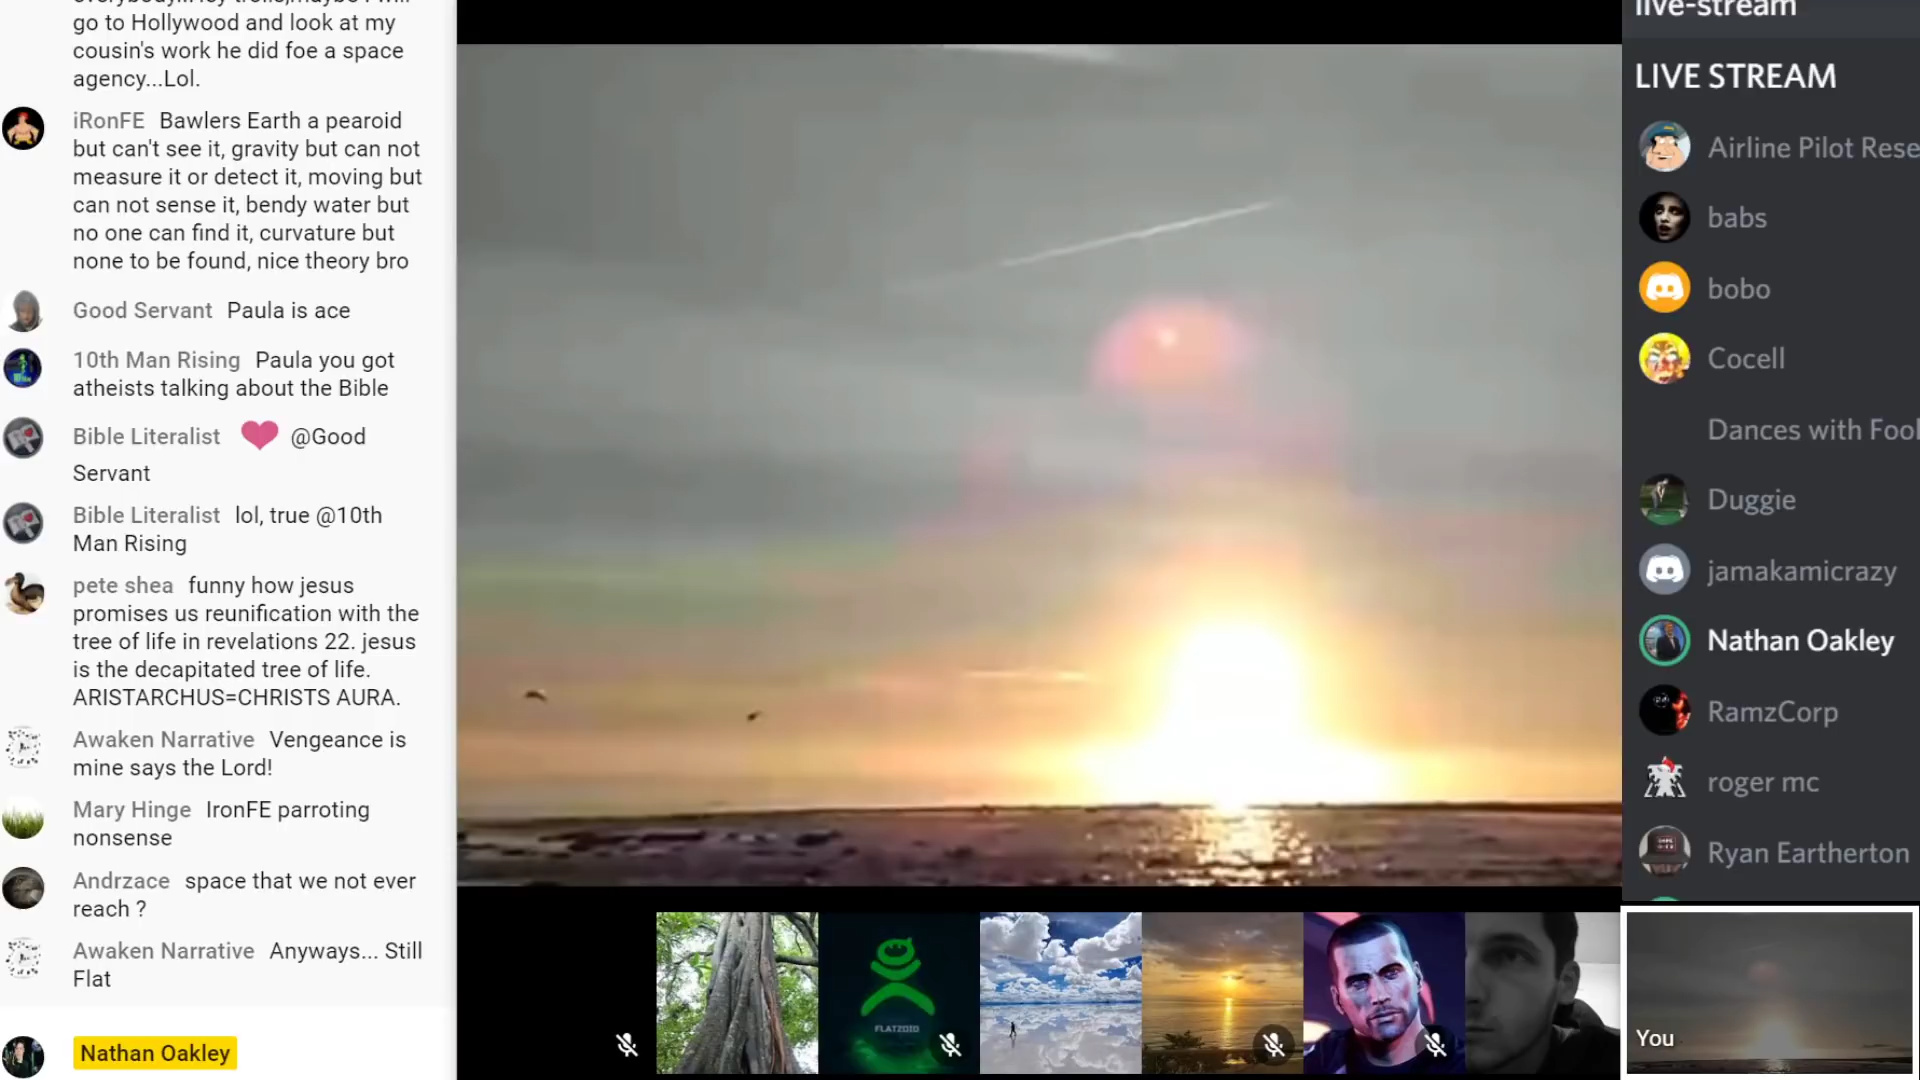 everybody...icy trolls,maybe I will
go to Hollywood and look at my
cousin's work he did foe a space
agency...Lol.
iRonFE Bawlers Earth a pearoid
but can't see it, gravity but can not
measure it or detect it, moving but
can not sense it, bendy water but
no one can find it, curvature but
none to be found, nice theory bro
Good Servant Paula is ace
10th Man Rising Paula you got
atheists talking about the Bible
Bible Literalist @Good
Servant
Bible Literalist lol, true @10th
Man Rising
pete shea funny how jesus
promises us reunification with the
tree of life in revelations 22. jesus
is the decapitated tree of life.
ARISTARCHUS=CHRISTS AURA.
Awaken Narrative Vengeance is
mine says the Lord!
Mary Hinge IronFE parroting
nonsense
Andrzace space that we not ever
reach ?
Awaken Narrative Anyways... Still
Flat
Nathan Oakley
FLATZOID
live-stream
LIVE STREAM
Airline Pilot Rese
babs
bobo
Cocell
Dances with Fool
Duggie
jamakamicrazy
Nathan Oakley
RamzCorp
roger mc
Ryan Eartherton
You